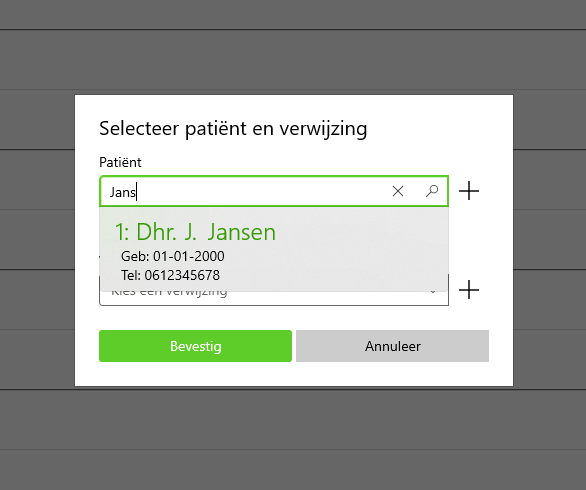 Selecteer patiënt en verwijzing
Patiënt
Jans
1: Dhr. J. Jansen
Geb: 01-01-2000
Tel: 0612345678
Kies een verwijzing
Bevestig
Annuleer